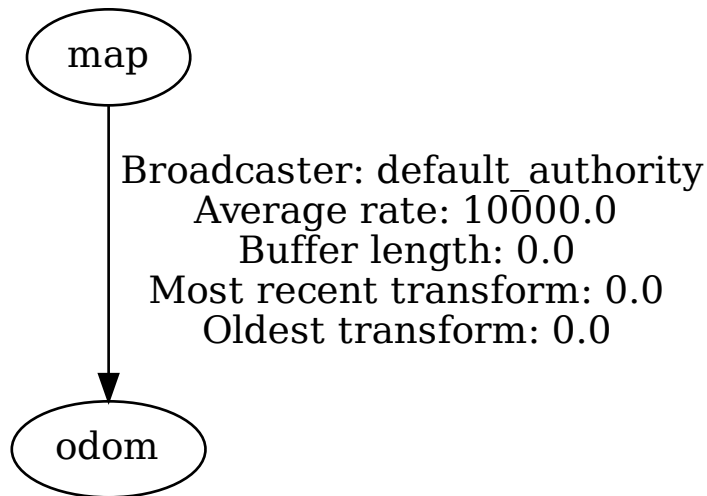 map
Broadcaster: default_authority
Average rate: 10000.0
Buffer length: 0.0
Most recent transform: 0.0
Oldest transform: 0.0
odom